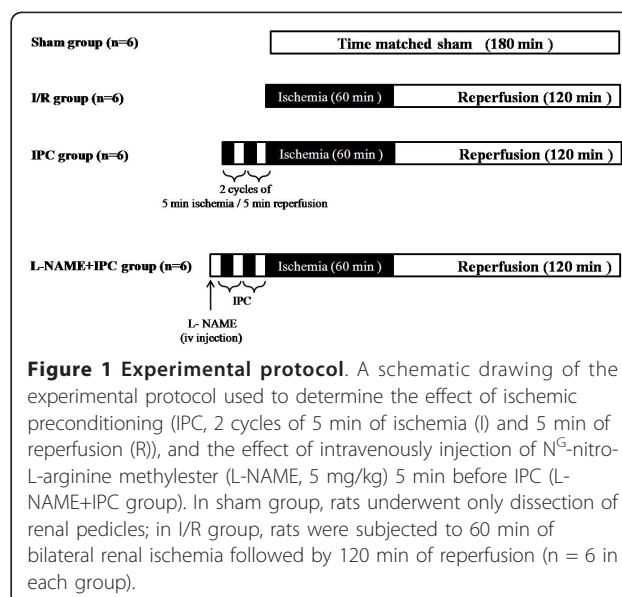 Sham group (n=6)
Time matched sham (180 min )
I/R group (n=6)
Ischemia (60 min )
Reperfusion (120 min )
IPC group (n=6)
Ischemia (60 min )
Reperfusion (120 min )
2 cycles of
5 min ischemia / 5 min reperfusion
L-NAME+IPC group (n=6)
Ischemia (60 min )
Reperfusion (120 min )
IPC
L- NAME
(iv injection)
Figure 1 Experimental protocol. A schematic drawing of the
experimental protocol used to determine the effect of ischemic
preconditioning (IPC, 2 cycles of 5 min of ischemia (I) and 5 min of
reperfusion (R)), and the effect of intravenously injection of N^G-nitro-
L-arginine methylester (L-NAME, 5 mg/kg) 5 min before IPC (L-
NAME+IPC group). In sham group, rats underwent only dissection of
renal pedicles; in I/R group, rats were subjected to 60 min of
bilateral renal ischemia followed by 120 min of reperfusion (n = 6 in
each group).